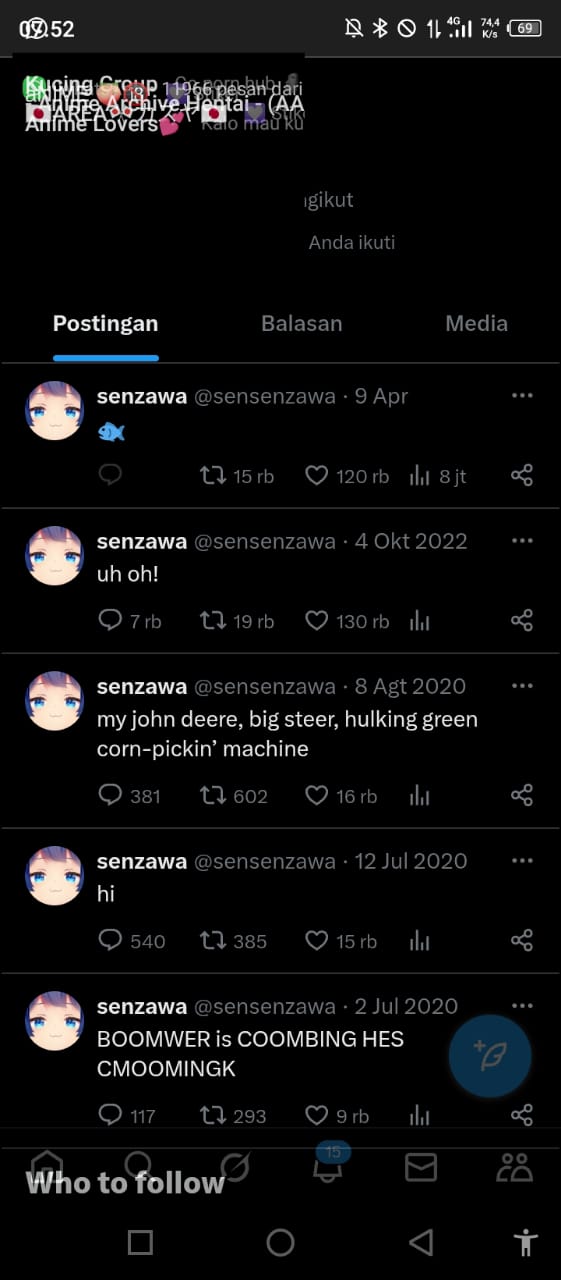 07.52
4G
74,4
K/s
69
Kucing Group
11966 pesan dari
Anime Archive Hentai - (AA
Anime Lovers💕 Kalo mau ku
gikut
Anda ikuti
Postingan Balasan Media
senzawa @sensenzawa · 9 Apr
🐟
15 rb 120 rb 8 jt
senzawa @sensenzawa · 4 Okt 2022
uh oh!
7 rb 19 rb 130 rb
senzawa @sensenzawa · 8 Agt 2020
my john deere, big steer, hulking green
corn-pickin’ machine
381 602 16 rb
senzawa @sensenzawa · 12 Jul 2020
hi
540 385 15 rb
senzawa @sensenzawa · 2 Jul 2020
BOOMWER is COOMBING HES
CMOOMINGK
117 293 9 rb
15
Who to follow